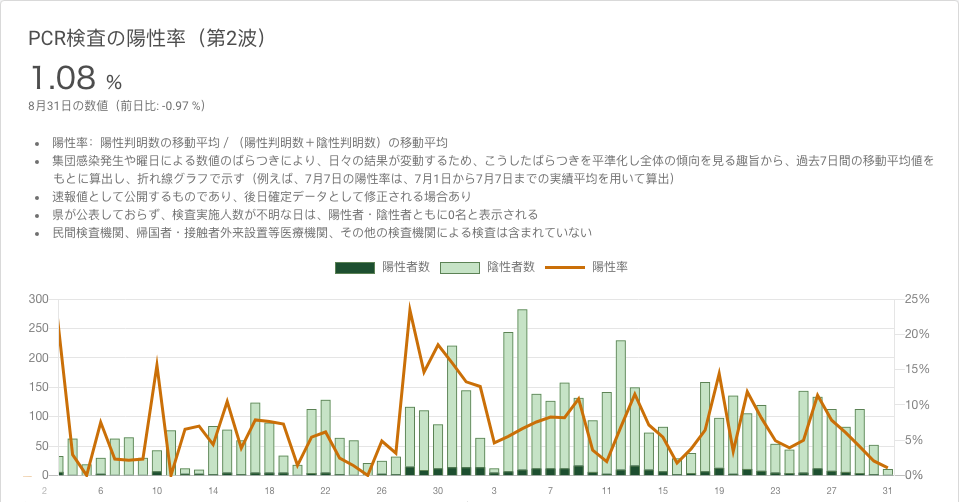 PCR検査の陽性率（第2波）
1.08 %
8月31日の数値（前日比: -0.97 %）
• 陽性率：陽性判明数の移動平均 / （陽性判明数＋陰性判明数）の移動平均
• 集団感染発生や曜日による数値のばらつきにより、日々の結果が変動するため、こうしたばらつきを平準化し全体の傾向を見る趣旨から、過去7日間の移動平均値を
もとに算出し、折れ線グラフで示す（例えば、7月7日の陽性率は、7月1日から7月7日までの実績平均を用いて算出）
• 速報値として公開するものであり、後日確定データとして修正される場合あり
• 県が公表しておらず、検査実施人数が不明な日は、陽性者・陰性者ともに0名と表示される
• 民間検査機関、帰国者・接触者外来設置等医療機関、その他の検査機関による検査は含まれていない
陽性者数 陰性者数 陽性率
300 25%
250 20%
200 15%
150 10%
100 5%
50 0%
0
2 6 10 14 18 22 26 30 3 7 11 15 19 23 27 31